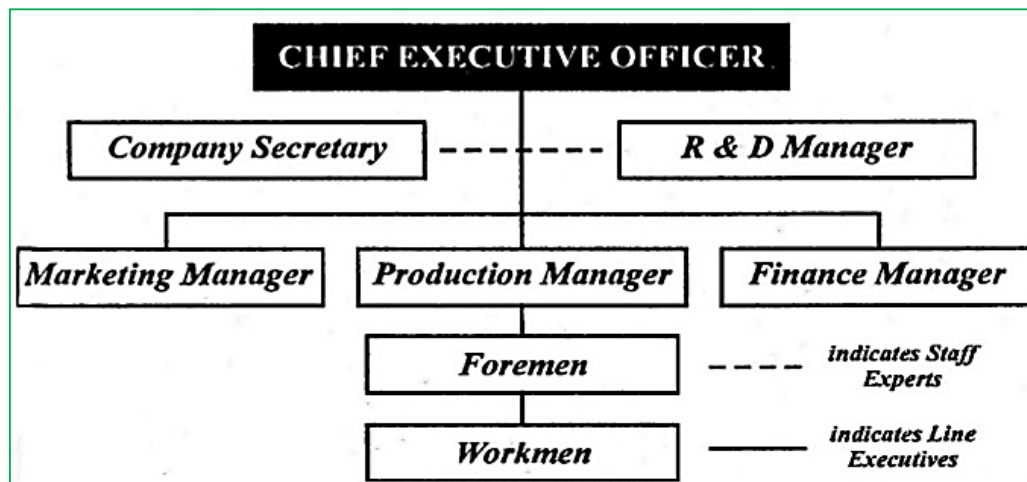 CHIEF EXECUTIVE OFFICER
Company Secretary
R & D Manager
Marketing Manager
Production Manager
Finance Manager
Foremen
indicates Staff
Experts
Workmen
indicates Line
Executives